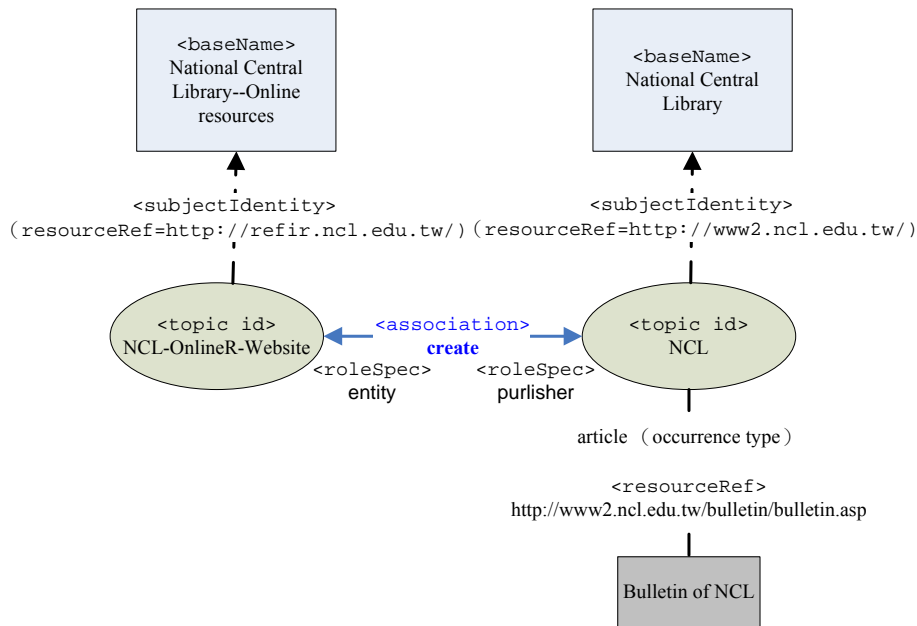 <baseName>
National Central
Library--Online
resources
<baseName>
National Central
Library
<subjectIdentity>
（resourceRef=http://refir.ncl.edu.tw/）
<subjectIdentity>
（resourceRef=http://www2.ncl.edu.tw/）
<topic id>
NCL-OnlineR-Website
<association>
create
<topic id>
NCL
<roleSpec>
entity
<roleSpec>
purlisher
article （occurrence type）
<resourceRef>
http://www2.ncl.edu.tw/bulletin/bulletin.asp
Bulletin of NCL